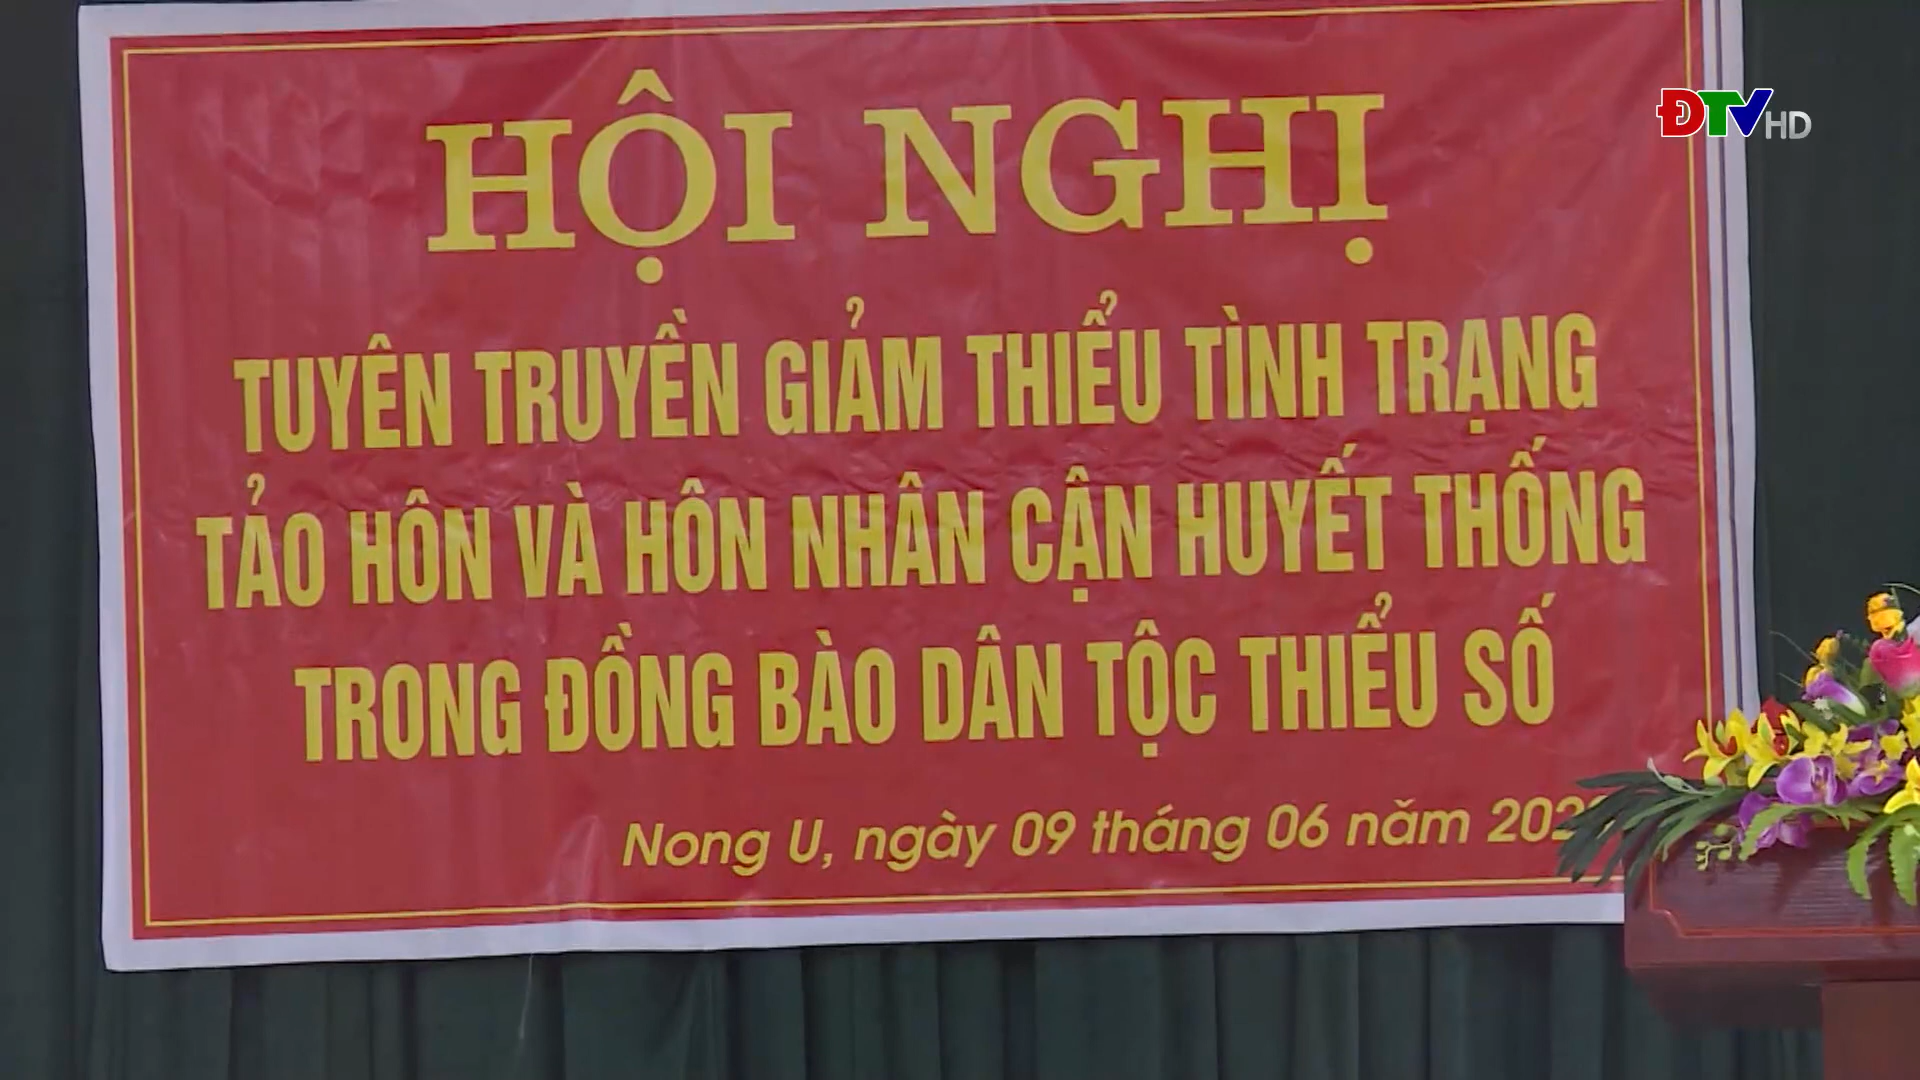 HỘI NGHỊ
TUYÊN TRUYỀN GIẢM THIỂU TÌNH TRẠNG
TẢO HÔN VÀ HÔN NHÂN CẬN HUYẾT THỐNG
TRONG ĐỒNG BÀO DÂN TỘC THIỂU SỐ
Nong U, ngày 09 tháng 06 năm
ĐTV HD